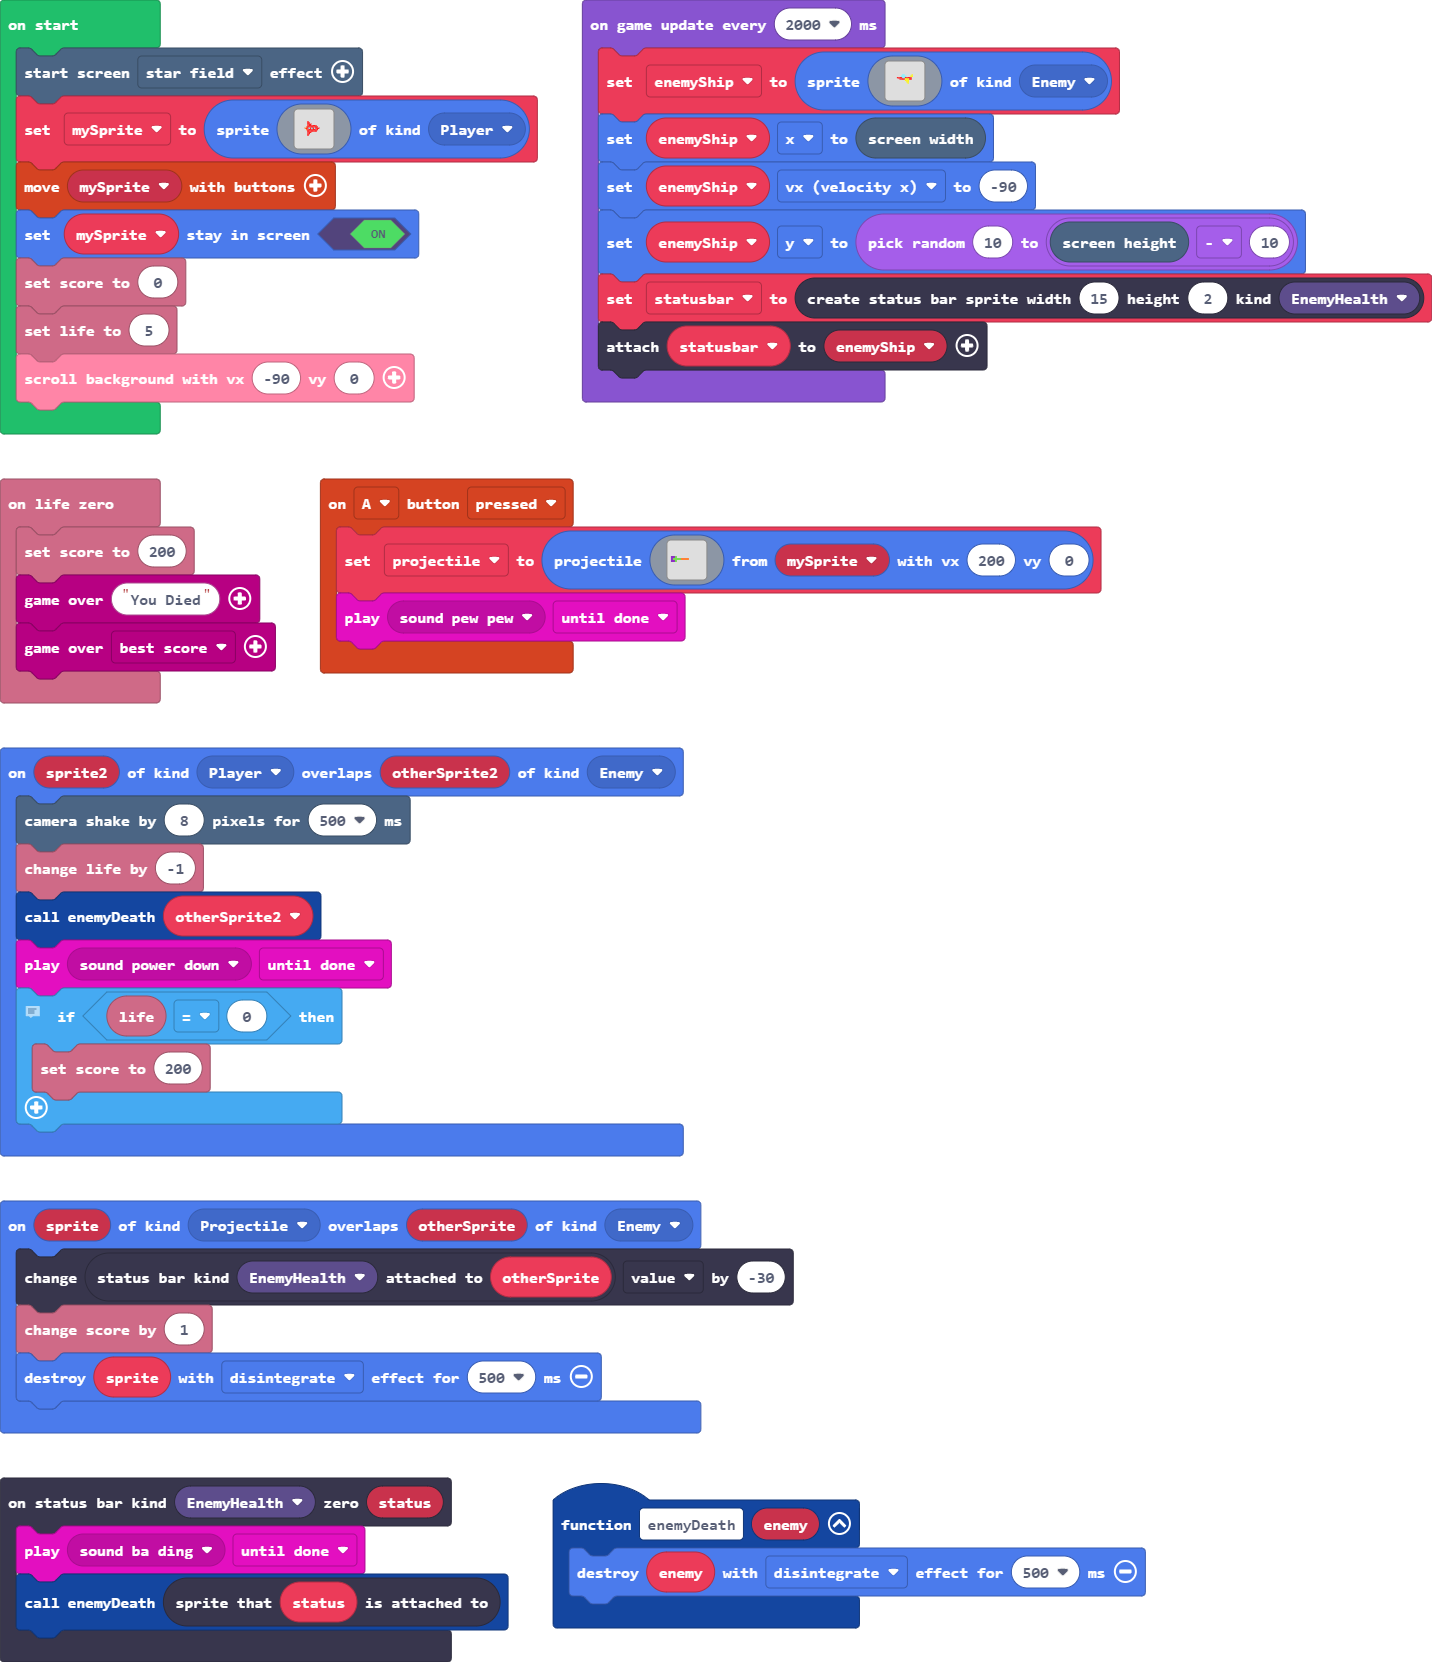 on start
start screen star field effect
set mySprite to sprite of kind Player
move mySprite with buttons
set mySprite stay in screen ON
set score to 0
set life to 5
scroll background with vx -90 vy 0
on game update every 2000 ms
set enemyShip to sprite of kind Enemy
set enemyShip x to screen width
set enemyShip vx (velocity x) to -90
set enemyShip y to pick random 10 to screen height - 10
set statusbar to create status bar sprite width 15 height 2 kind EnemyHealth
attach statusbar to enemyShip
on life zero
set score to 200
game over "You Died"
game over best score
on A button pressed
set projectile to projectile from mySprite with vx 200 vy 0
play sound pew pew until done
on sprite2 of kind Player overlaps otherSprite2 of kind Enemy
camera shake by 8 pixels for 500 ms
change life by -1
call enemyDeath otherSprite2
play sound power down until done
if life = 0 then
set score to 200
on sprite of kind Projectile overlaps otherSprite of kind Enemy
change status bar kind EnemyHealth attached to otherSprite value by -30
change score by 1
destroy sprite with disintegrate effect for 500 ms
on status bar kind EnemyHealth zero status
play sound ba ding until done
call enemyDeath sprite that status is attached to
function enemyDeath enemy
destroy enemy with disintegrate effect for 500 ms